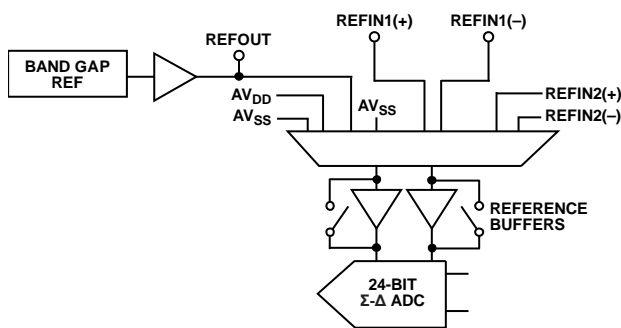 REFIN1(+)
REFIN1(–)
REFOUT
BAND GAP
REF
AVDD
AVSS
AVSS
REFIN2(+)
REFIN2(–)
REFERENCE
BUFFERS
24-BIT
Σ-Δ ADC